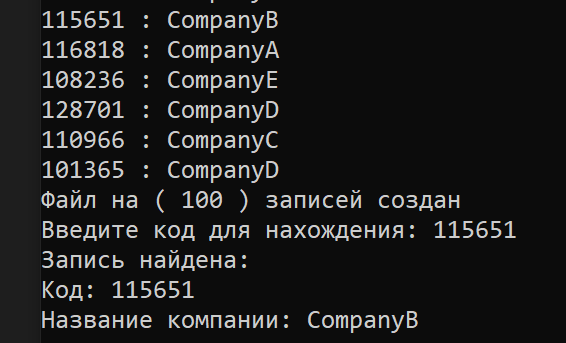 115651 : CompanyB
116818 : CompanyA
108236 : CompanyE
128701 : CompanyD
110966 : CompanyC
101365 : CompanyD
Файл на ( 100 ) записей создан
Введите код для нахождения: 115651
Запись найдена:
Код: 115651
Название компании: CompanyB